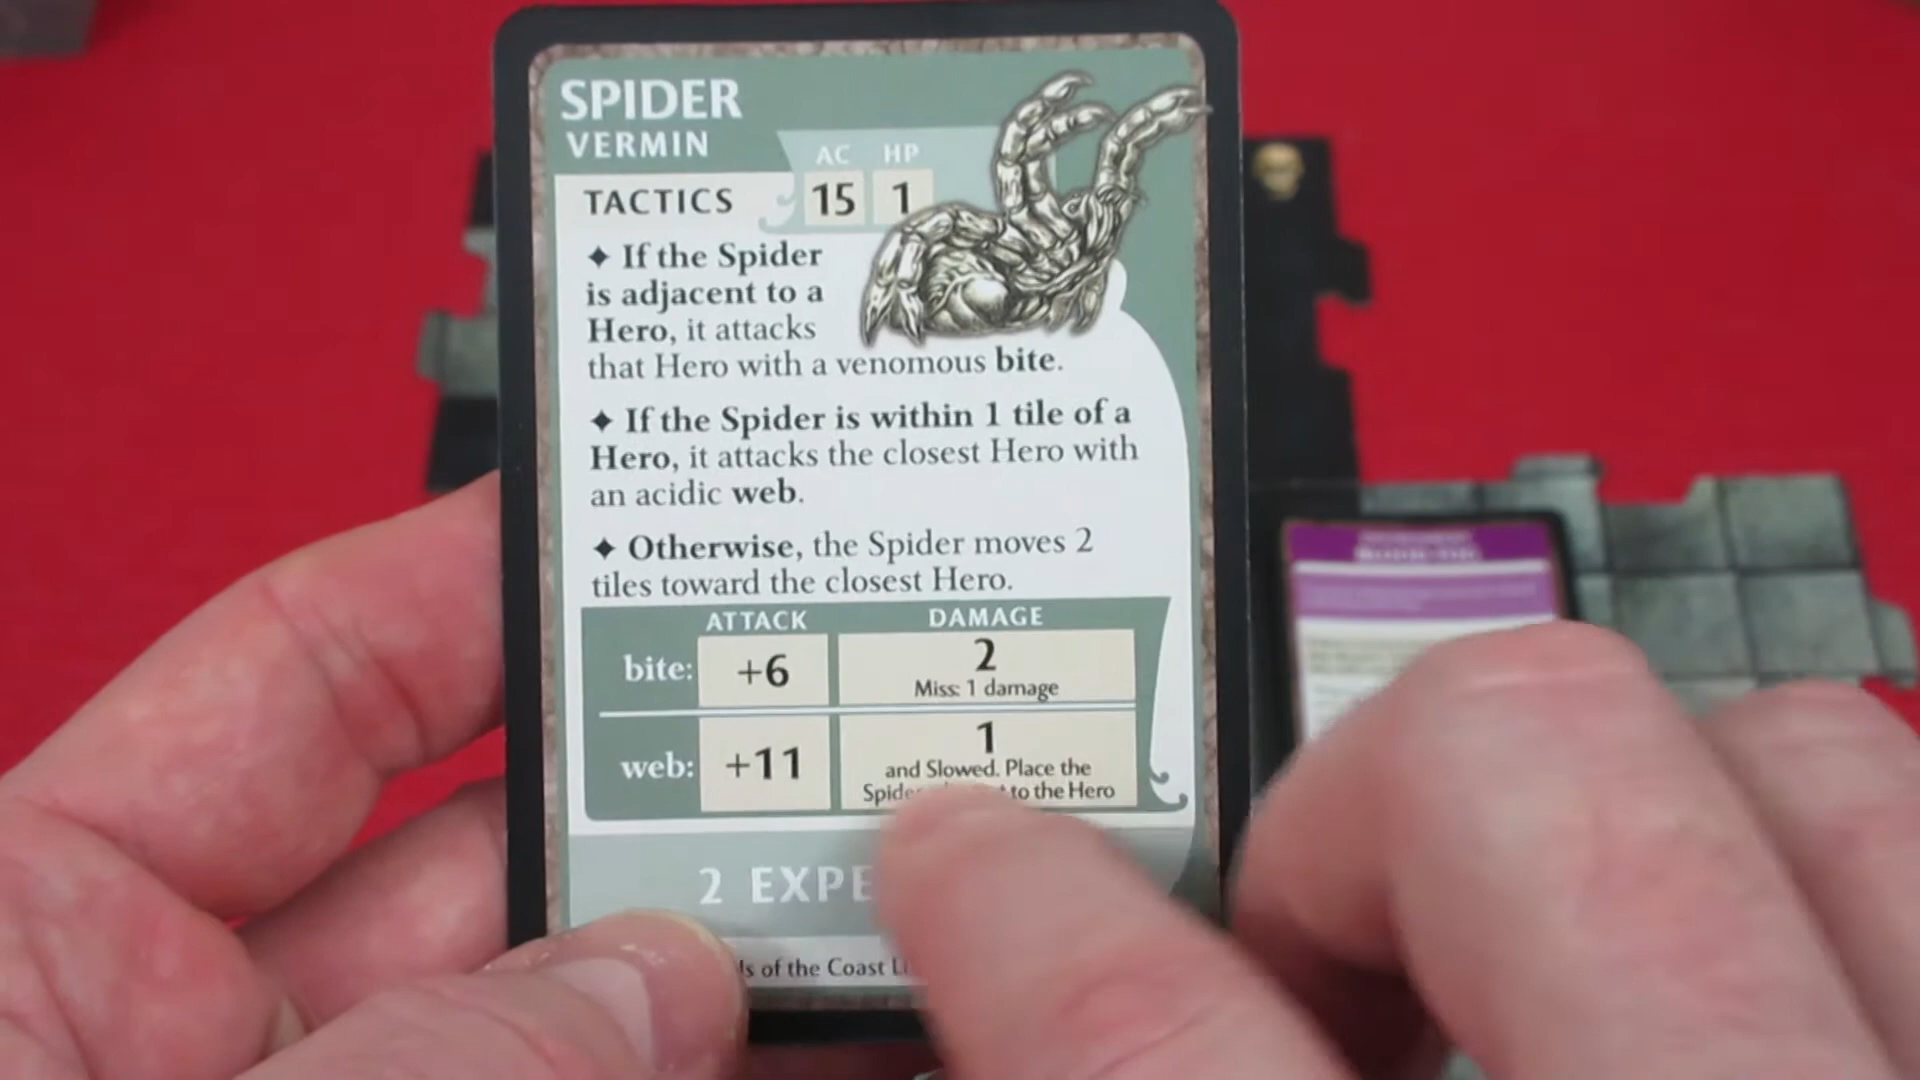 SPIDER
VERMIN
AC HP
TACTICS 15 1
✦ If the Spider
is adjacent to a
Hero, it attacks
that Hero with a venomous bite.
✦ If the Spider is within 1 tile of a
Hero, it attacks the closest Hero with
an acidic web.
✦ Otherwise, the Spider moves 2
tiles toward the closest Hero.
ATTACK DAMAGE
bite: +6 2
Miss: 1 damage
web: +11 1
and Slowed. Place the
to the Hero
2
of the Coast